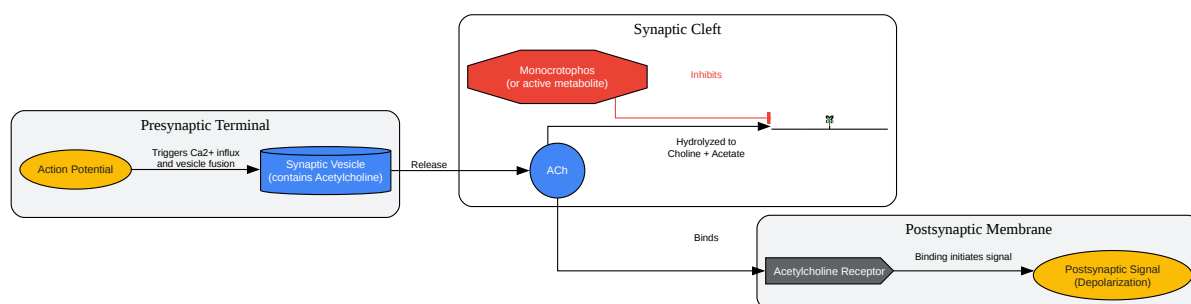 Synaptic Cleft
Monocrotophos
(or active metabolite)
Inhibits
Presynaptic Terminal
Triggers Ca2+ influx
and vesicle fusion
Action Potential
Synaptic Vesicle
(contains Acetylcholine)
Release
ACh
Hydrolyzed to
Choline + Acetate
Binds
Postsynaptic Membrane
Acetylcholine Receptor
Binding initiates signal
Postsynaptic Signal
(Depolarization)